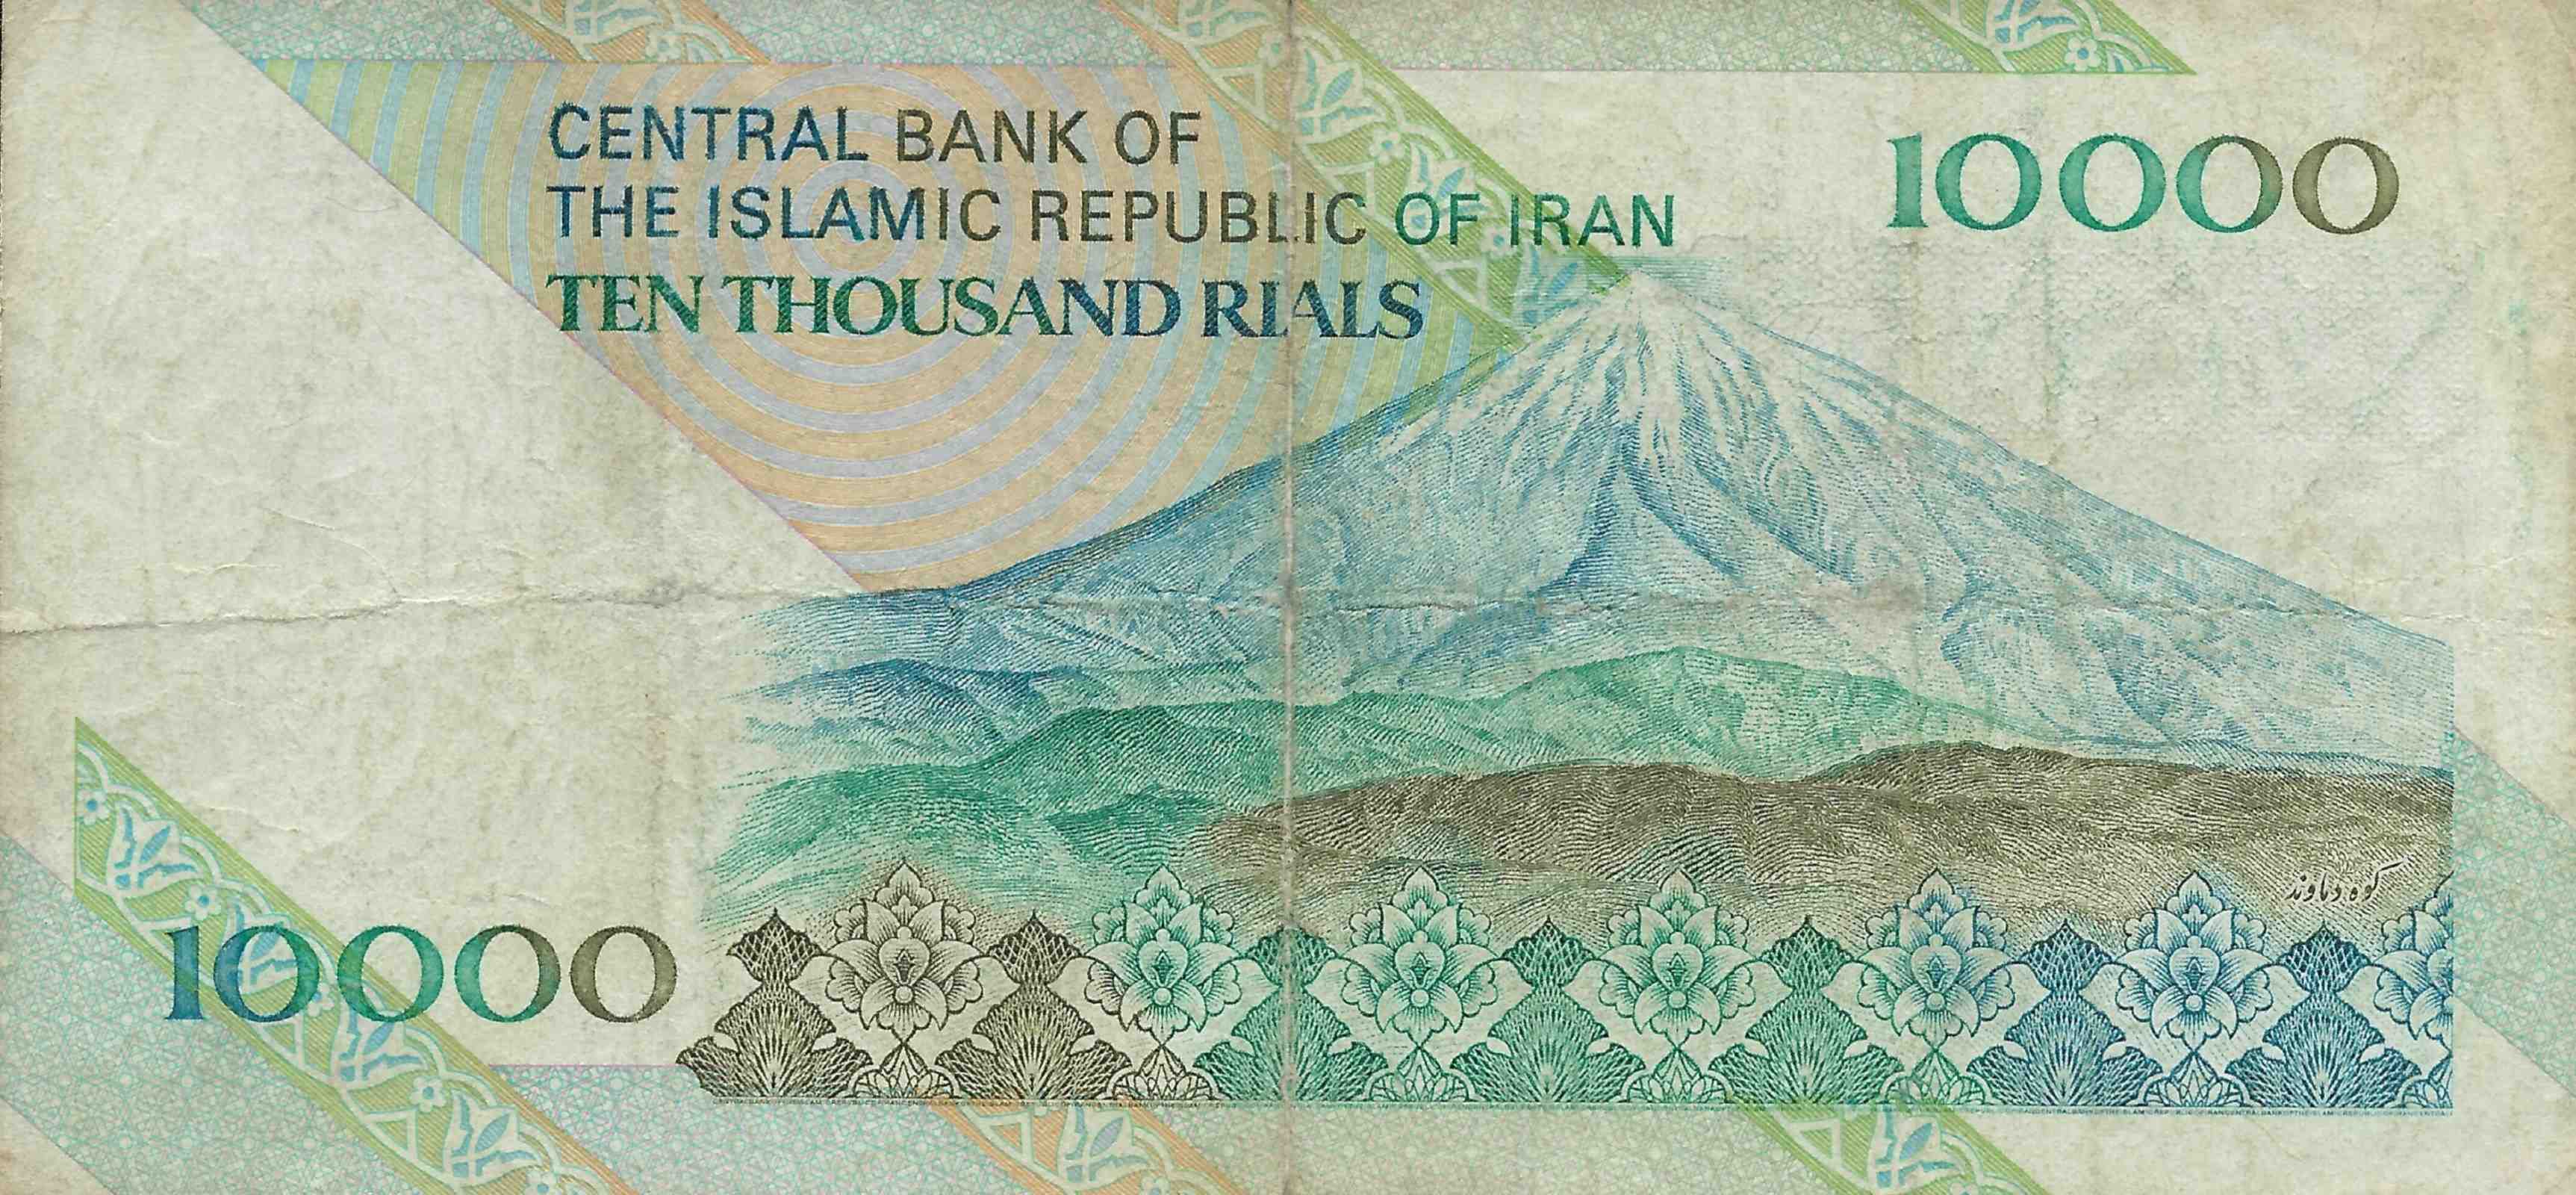 CENTRAL BANK OF
THE ISLAMIC REPUBLIC OF IRAN
TEN THOUSAND RIALS
10000
کوه دماوند
10000